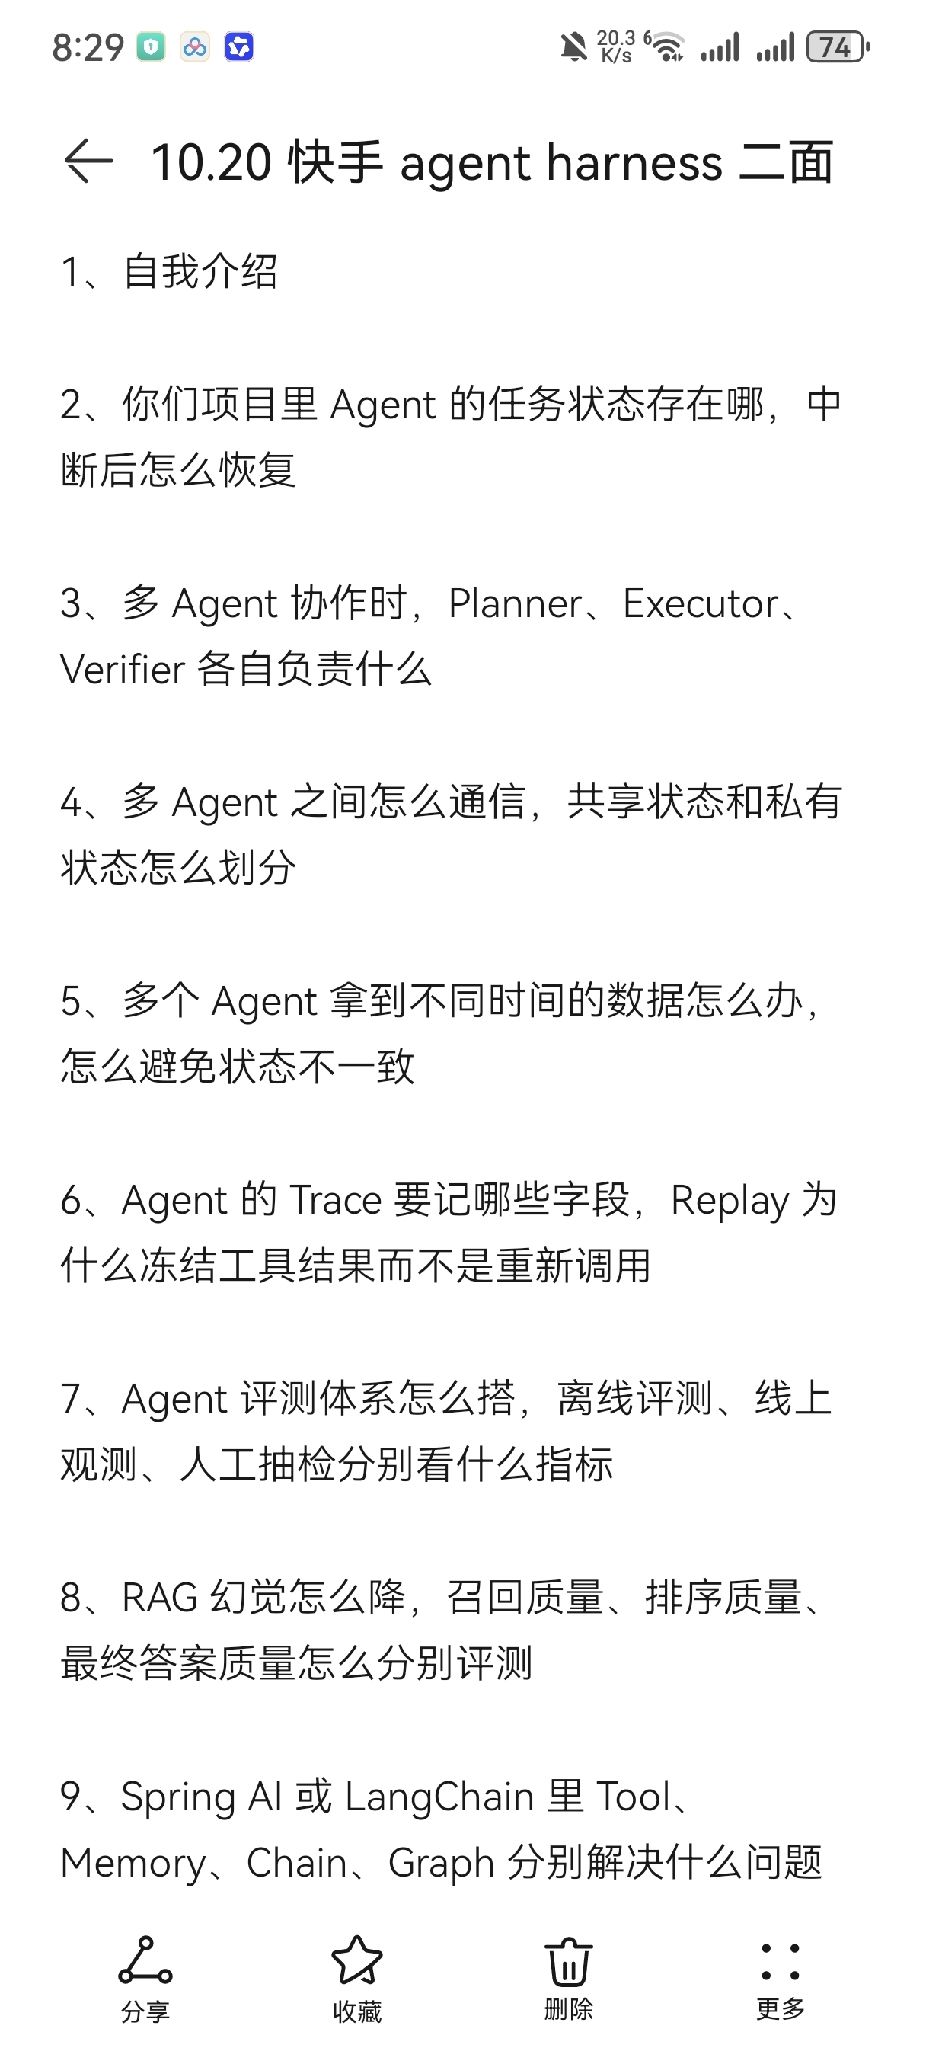 8:29 20.3 K/s 6 74
10.20 快手 agent harness 二面
1、自我介绍
2、你们项目里 Agent 的任务状态存在哪，中
断后怎么恢复
3、多 Agent 协作时，Planner、Executor、
Verifier 各自负责什么
4、多 Agent 之间怎么通信，共享状态和私有
状态怎么划分
5、多个 Agent 拿到不同时间的数据怎么办，
怎么避免状态不一致
6、Agent 的 Trace 要记哪些字段，Replay 为
什么冻结工具结果而不是重新调用
7、Agent 评测体系怎么搭，离线评测、线上
观测、人工抽检分别看什么指标
8、RAG 幻觉怎么降，召回质量、排序质量、
最终答案质量怎么分别评测
9、Spring AI 或 LangChain 里 Tool、
Memory、Chain、Graph 分别解决什么问题
分享 收藏 删除 更多